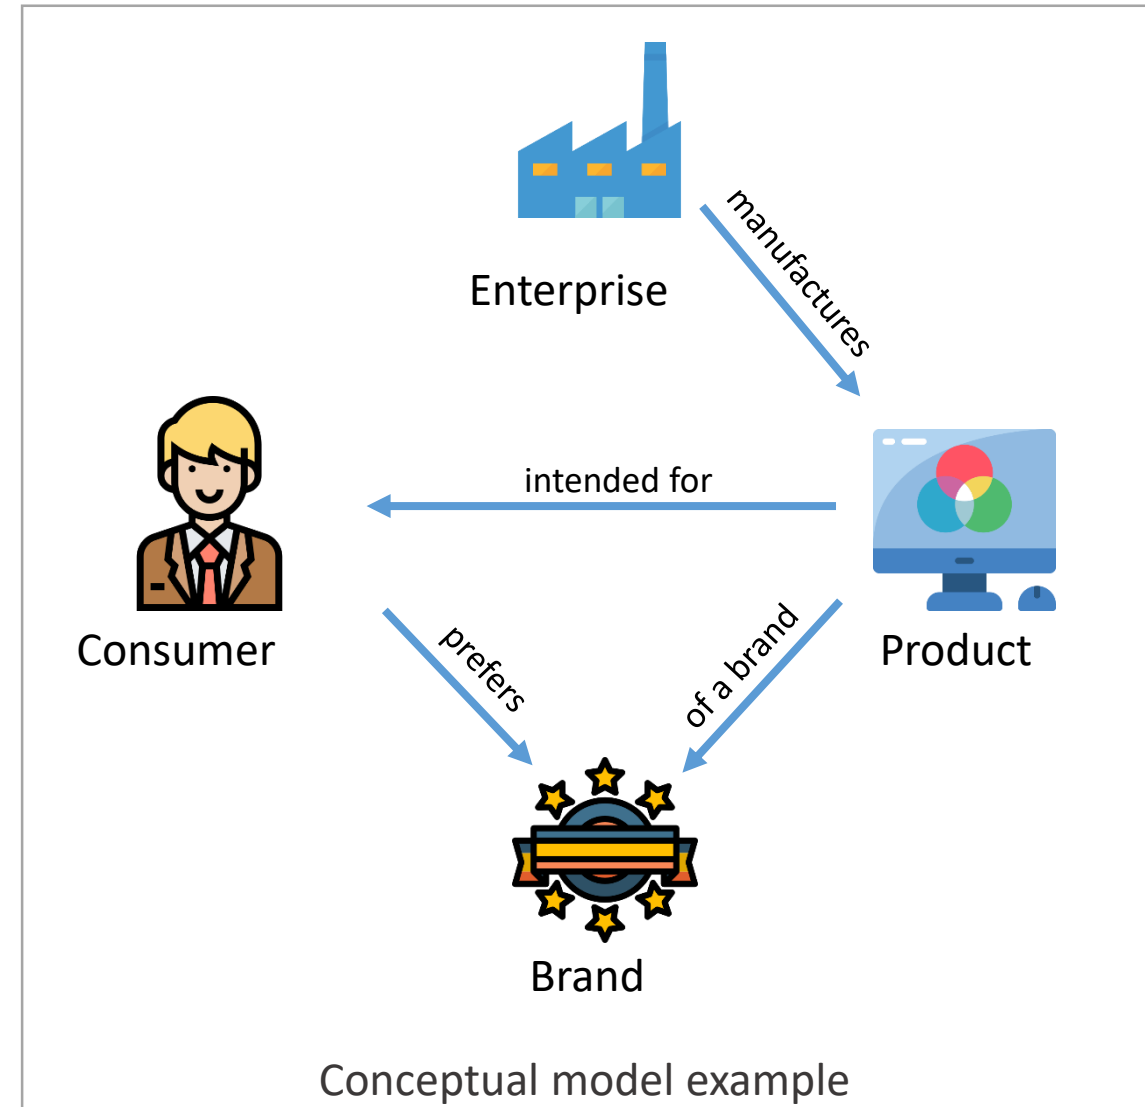 manufactures
Enterprise
intended for
Consumer
prefers
of a brand
Product
Brand
Conceptual model example